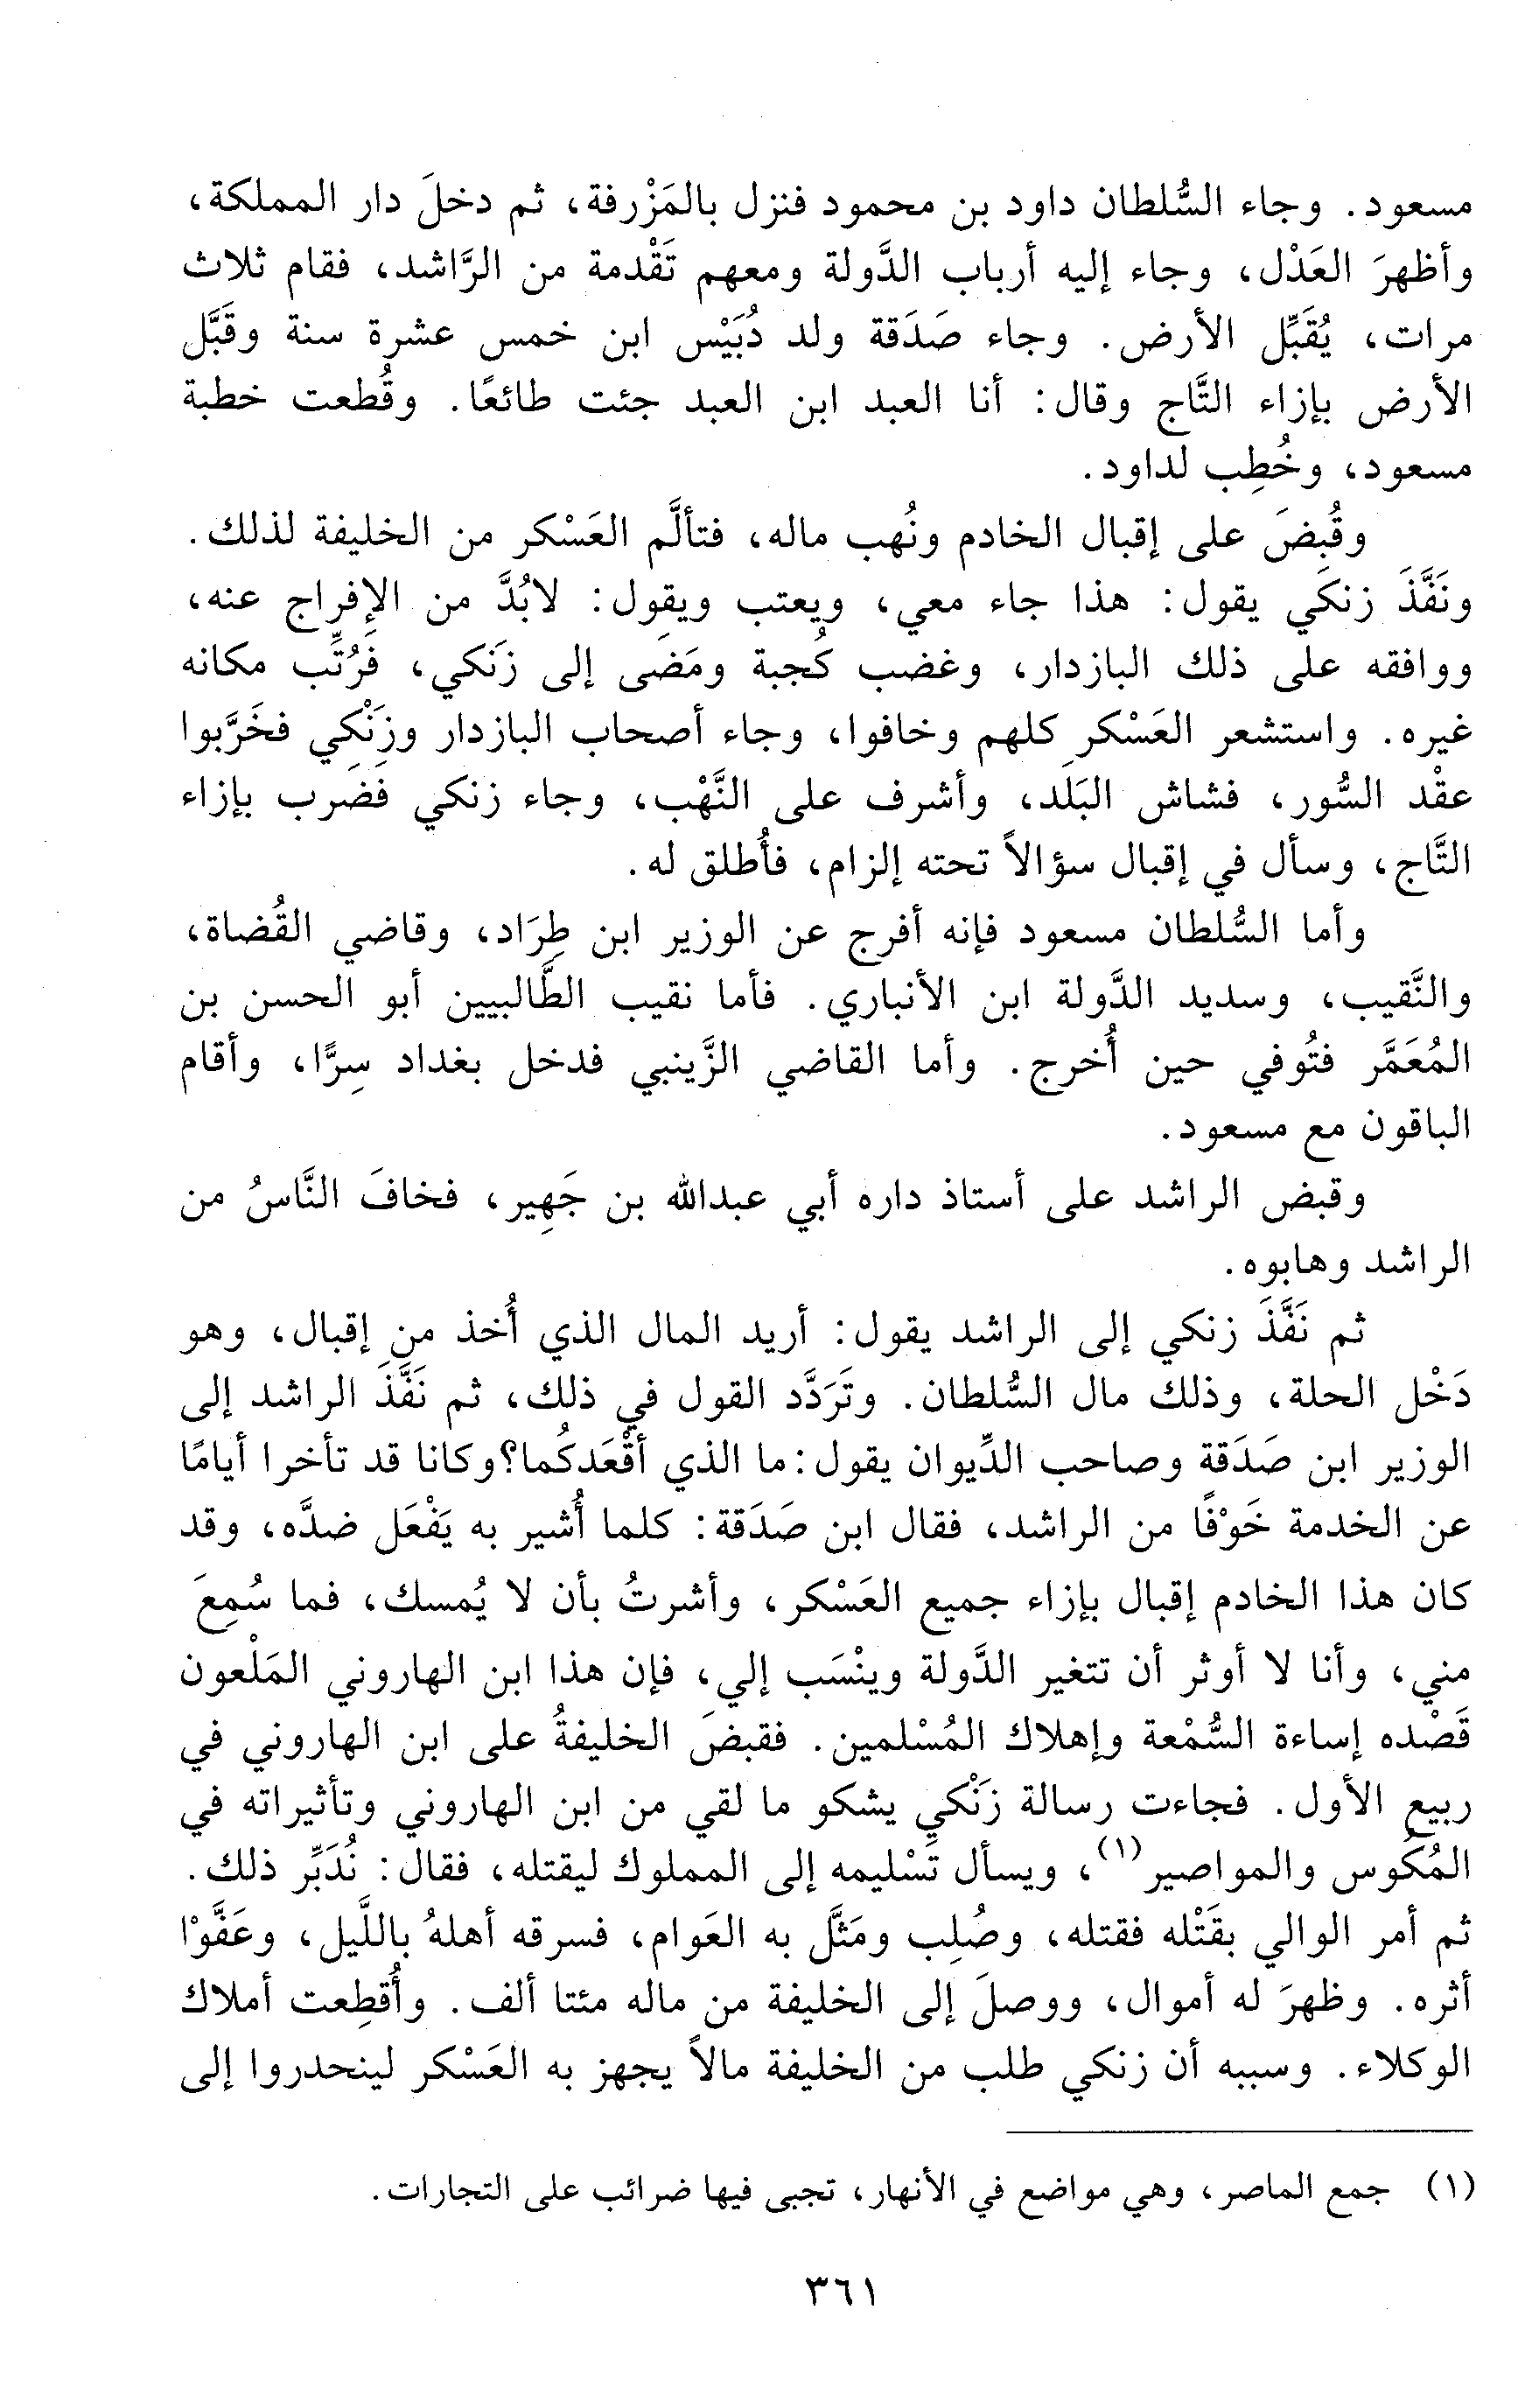 مسعود. وجاء السُّلطان داود بن محمود فنزل بالمَزْرفة، ثم دخلَ دار المملكة،
وأظهرَ العَدْل، وجاء إليه أرباب الدَّولة ومعهم تَقْدمة من الرَّاشد، فقام ثلاث
مرات، يُقَبِّل الأرض. وجاء صَدَقة ولد دُبَيْس ابن خمس عشرة سنة وقَبَّل
الأرض بإزاء التَّاج وقال: أنا العبد ابن العبد جئت طائعًا. وقُطعت خطبة
مسعود، وخُطِب لداود.
وقُبِضَ على إقبال الخادم ونُهب ماله، فتألَّم العَسْكر من الخليفة لذلك.
ونَفَّذَ زنكي يقول: هذا جاء معي، ويعتب ويقول: لابُدَّ من الإفراج عنه،
ووافقه على ذلك البازدار، وغضب كُجبة ومَضَى إلى زَنكي، فَرُتِّب مكانه
غيره. واستشعر العَسْكر كلهم وخافوا، وجاء أصحاب البازدار وزَنْكي فخَرَّبوا
عقْد السُّور، فشاش البَلَد، وأشرف على النَّهْب، وجاء زنكي فضَرب بإزاء
التَّاج، وسأل في إقبال سؤالاً تحته إلزام، فأُطلق له.
وأما السُّلطان مسعود فإنه أفرج عن الوزير ابن طِرَاد، وقاضي القُضاة،
والنَّقيب، وسديد الدَّولة ابن الأنباري. فأما نقيب الطَّالبيين أبو الحسن بن
المُعَمَّر فتُوفي حين أُخرج. وأما القاضي الزَّينبي فدخل بغداد سِرًّا، وأقام
الباقون مع مسعود.
وقبض الراشد على أستاذ داره أبي عبدالله بن جَهِير، فخافَ النَّاسُ من
الراشد وهابوه.
ثم نَفَّذَ زنكي إلى الراشد يقول: أريد المال الذي أُخذ من إقبال، وهو
دَخْل الحلة، وذلك مال السُّلطان. وتَرَدَّد القول في ذلك، ثم نَفَّذَ الراشد إلى
الوزير ابن صَدَقة وصاحب الدِّيوان يقول: ما الذي أقْعَدكُما؟ وكانا قد تأخرا أيامًا
عن الخدمة خَوْفًا من الراشد، فقال ابن صَدَقة: كلما أُشير به يَفْعَل ضدَّه، وقد
كان هذا الخادم إقبال بإزاء جميع العَسْكر، وأشرتُ بأن لا يُمسك، فما سُمِعَ
مني، وأنا لا أوثر أن تتغير الدَّولة وينْسَب إلي، فإن هذا ابن الهاروني المَلْعون
قَصْده إساءة السُّمْعة وإهلاك المُسْلمين. فقبضَ الخليفةُ على ابن الهاروني في
ربيع الأول. فجاءت رسالة زَنْكي يشكو ما لقي من ابن الهاروني وتأثيراته في
المُكُوس والمواصير(١)، ويسأل تَسْليمه إلى المملوك ليقتله، فقال: نُدَبِّر ذلك.
ثم أمر الوالي بقَتْله فقتله، وصُلِب ومَثَّل به العَوام، فسرقه أهلهُ باللَّيل، وعَفَّوْا
أثره. وظهرَ له أموال، ووصلَ إلى الخليفة من ماله مئتا ألف. وأُقطِعت أملاك
الوكلاء. وسببه أن زنكي طلب من الخليفة مالاً يجهز به العَسْكر لينحدروا إلى
(١) جمع الماصر، وهي مواضع في الأنهار، تجبى فيها ضرائب على التجارات.
٣٦١